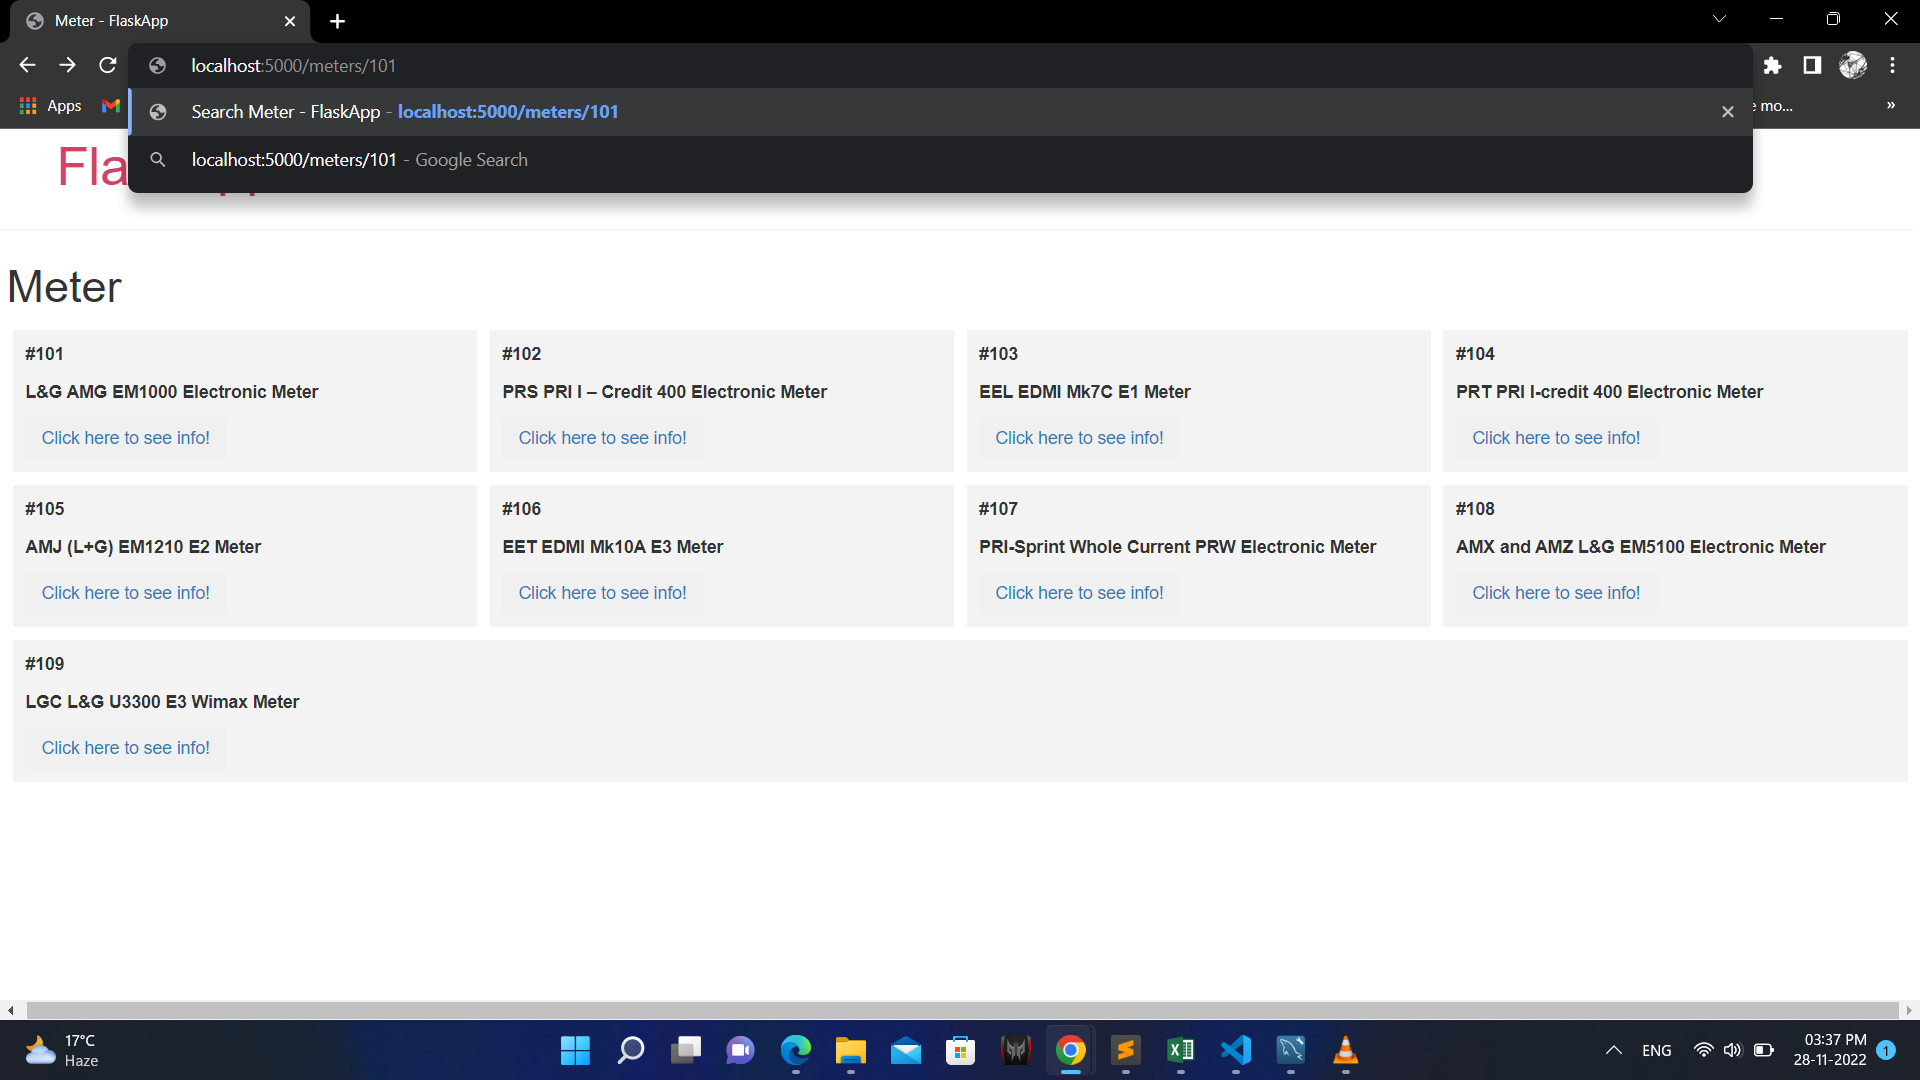 Meter - FlaskApp
localhost:5000/meters/101
Apps
Search Meter - FlaskApp - localhost:5000/meters/101
e mo...
»
localhost:5000/meters/101 - Google Search
Fla
Meter
#101
L&G AMG EM1000 Electronic Meter
Click here to see info!
#102
PRS PRI I – Credit 400 Electronic Meter
Click here to see info!
#103
EEL EDMI Mk7C E1 Meter
Click here to see info!
#104
PRT PRI I-credit 400 Electronic Meter
Click here to see info!
#105
AMJ (L+G) EM1210 E2 Meter
Click here to see info!
#106
EET EDMI Mk10A E3 Meter
Click here to see info!
#107
PRI-Sprint Whole Current PRW Electronic Meter
Click here to see info!
#108
AMX and AMZ L&G EM5100 Electronic Meter
Click here to see info!
#109
LGC L&G U3300 E3 Wimax Meter
Click here to see info!
17°C
Haze
ENG
03:37 PM
28-11-2022
1